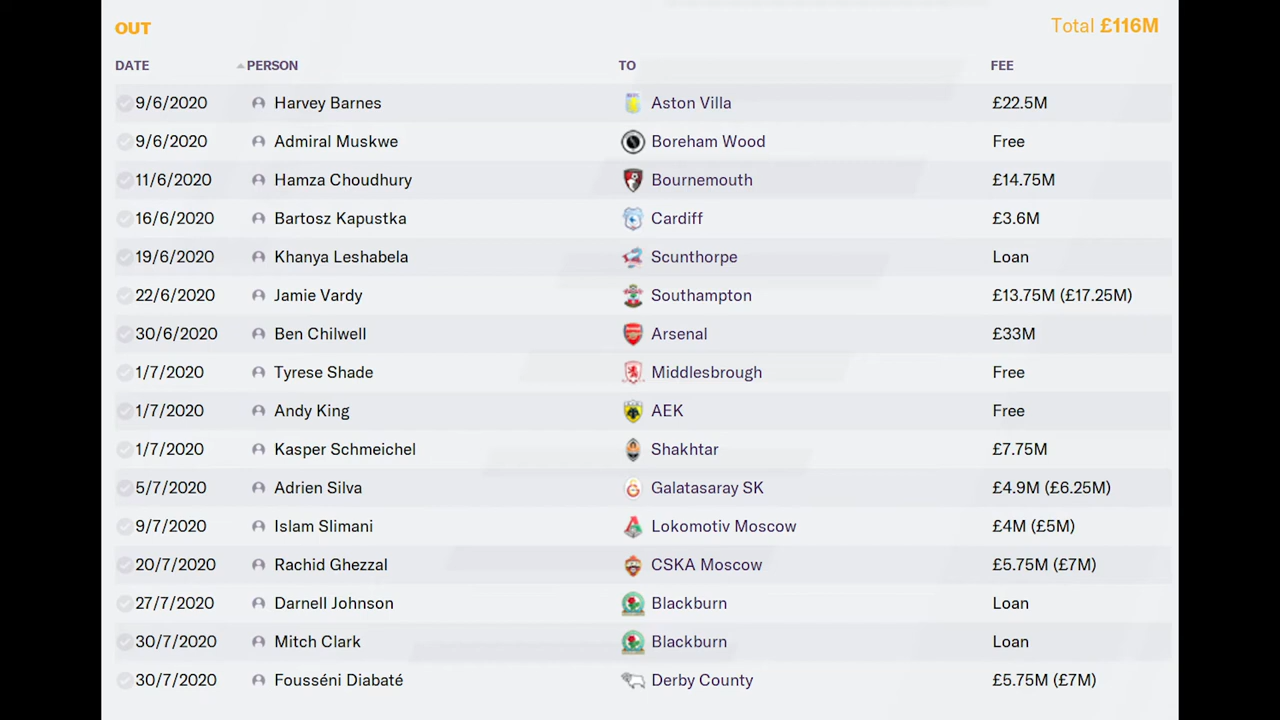 OUT Total £116M
DATE PERSON TO FEE
9/6/2020 Harvey Barnes Aston Villa £22.5M
9/6/2020 Admiral Muskwe Boreham Wood Free
11/6/2020 Hamza Choudhury Bournemouth £14.75M
16/6/2020 Bartosz Kapustka Cardiff £3.6M
19/6/2020 Khanya Leshabela Scunthorpe Loan
22/6/2020 Jamie Vardy Southampton £13.75M (£17.25M)
30/6/2020 Ben Chilwell Arsenal £33M
1/7/2020 Tyrese Shade Middlesbrough Free
1/7/2020 Andy King AEK Free
1/7/2020 Kasper Schmeichel Shakhtar £7.75M
5/7/2020 Adrien Silva Galatasaray SK £4.9M (£6.25M)
9/7/2020 Islam Slimani Lokomotiv Moscow £4M (£5M)
20/7/2020 Rachid Ghezzal CSKA Moscow £5.75M (£7M)
27/7/2020 Darnell Johnson Blackburn Loan
30/7/2020 Mitch Clark Blackburn Loan
30/7/2020 Fousséni Diabaté Derby County £5.75M (£7M)